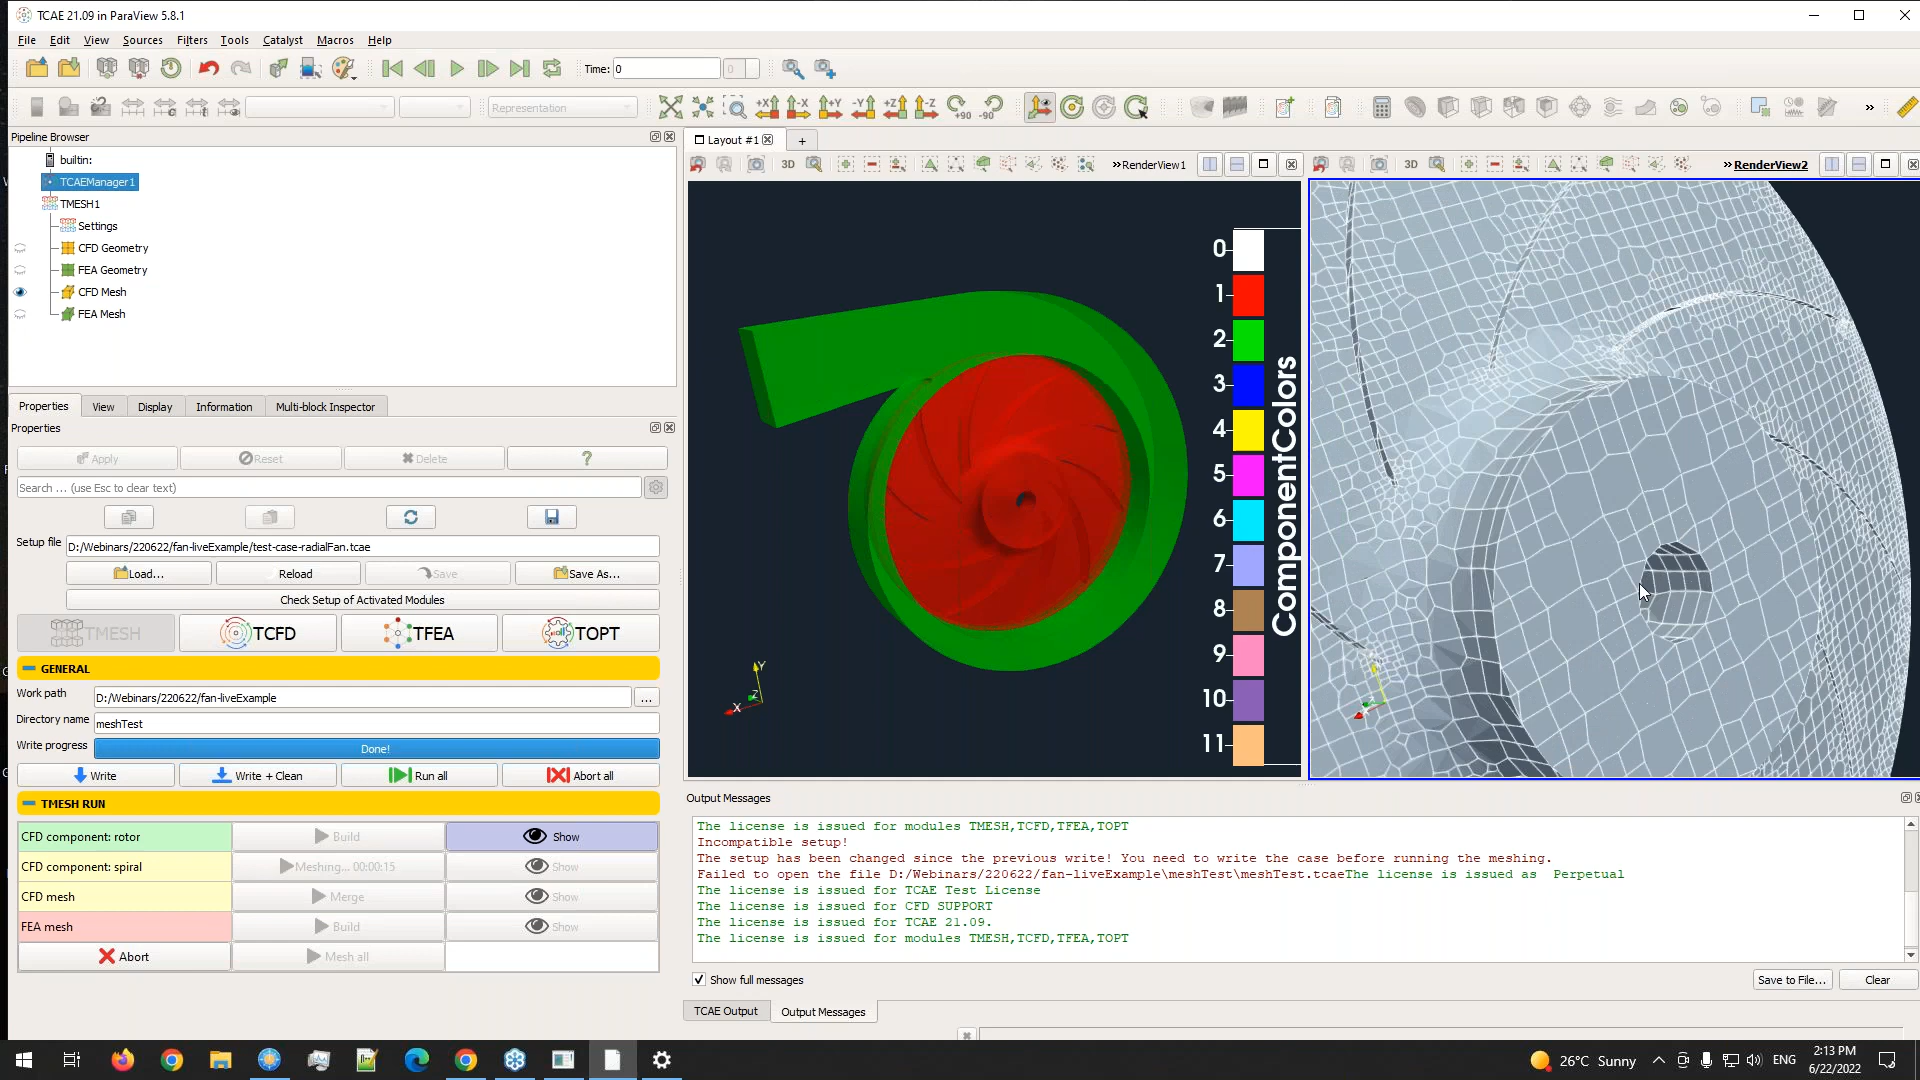 TCAE 21.09 in ParaView 5.8.1
File Edit View Sources Filters Tools Catalyst Macros Help
Time: 0 0
Representation
+X -X +Y -Y +Z -Z +90 -90 »
Pipeline Browser
builtin:
TCAEManager1
TMESH1
Settings
CFD Geometry
FEA Geometry
CFD Mesh
FEA Mesh
Properties View Display Information Multi-block Inspector
Properties
Apply Reset Delete ?
Search ... (use Esc to clear text)
Setup file D:/Webinars/220622/fan-liveExample/test-case-radialFan.tcae
Load... Reload Save Save As...
Check Setup of Activated Modules
TMESH TCFD TFEA TOPT
GENERAL
Work path D:/Webinars/220622/fan-liveExample ...
Directory name meshTest
Write progress Done!
Write Write + Clean Run all Abort all
TMESH RUN
CFD component: rotor Build Show
CFD component: spiral Meshing... 00:00:15 Show
CFD mesh Merge Show
FEA mesh Build Show
Abort Mesh all
Layout #1 +
3D »RenderView1
3D »RenderView2
0
1
2
3
4
5
6
7
8
9
10
11
ComponentColors
Y
Z
X
Output Messages
The license is issued for modules TMESH,TCFD,TFEA,TOPT
Incompatible setup!
The setup has been changed since the previous write! You need to write the case before running the meshing.
Failed to open the file D:/Webinars/220622/fan-liveExample\meshTest\meshTest.tcaeThe license is issued as  Perpetual
The license is issued for TCAE Test License
The license is issued for CFD SUPPORT
The license is issued for TCAE 21.09.
The license is issued for modules TMESH,TCFD,TFEA,TOPT
Show full messages Save to File... Clear
TCAE Output Output Messages
26°C Sunny ENG 2:13 PM
6/22/2022